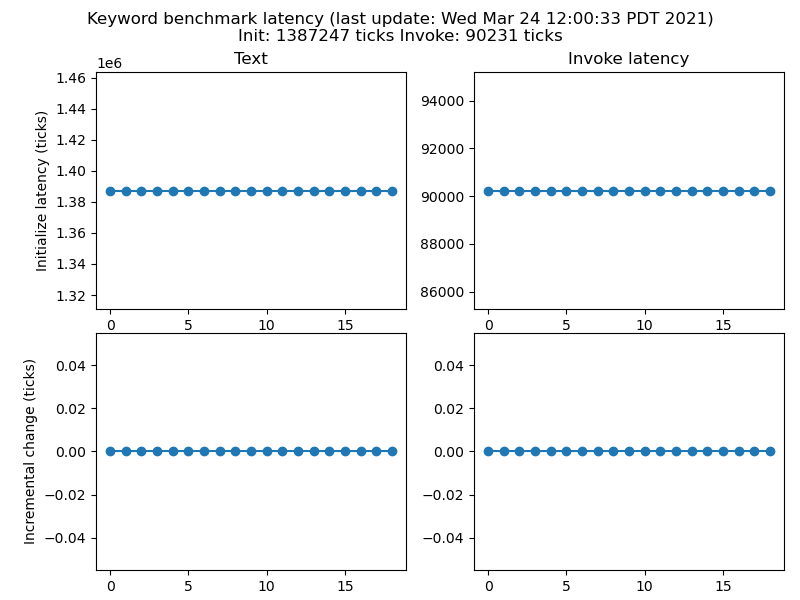 Keyword benchmark latency (last update: Wed Mar 24 12:00:33 PDT 2021)
Init: 1387247 ticks Invoke: 90231 ticks
Text
1e6
Initialize latency (ticks)
1.46
1.44
1.42
1.40
1.38
1.36
1.34
1.32
0 5 10 15
Invoke latency
94000
92000
90000
88000
86000
0 5 10 15
Incremental change (ticks)
0.04
0.02
0.00
−0.02
−0.04
0 5 10 15
0.04
0.02
0.00
−0.02
−0.04
0 5 10 15